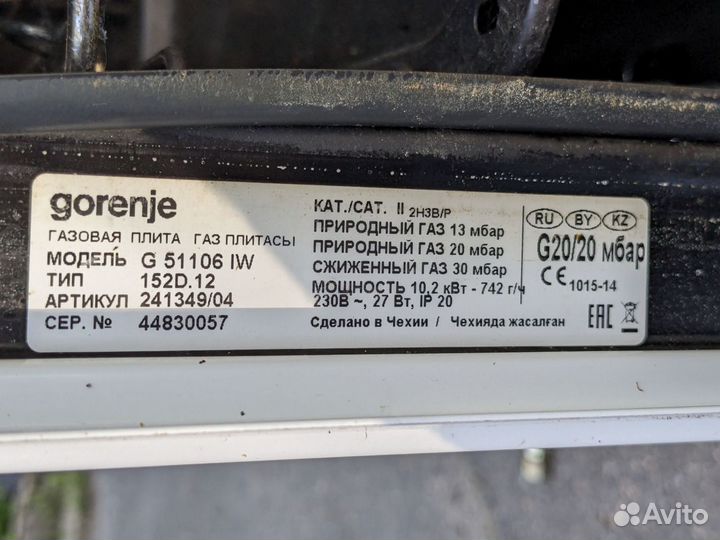 gorenje
ГАЗОВАЯ ПЛИТА ГАЗ ПЛИТАСЫ
МОДЕЛЬ G 51106 IW
ТИП 152D.12
АРТИКУЛ 241349/04
СЕР. № 44830057
КАТ./CAT. II 2H3B/P
ПРИРОДНЫЙ ГАЗ 13 мбар
ПРИРОДНЫЙ ГАЗ 20 мбар
СЖИЖЕННЫЙ ГАЗ 30 мбар
МОЩНОСТЬ 10,2 кВт - 742 г/ч
230В ~, 27 Вт, IP 20
Сделано в Чехии / Чехияда жасалған
RU BY KZ
G20/20 мбар
CE 1015-14
EAC
Avito